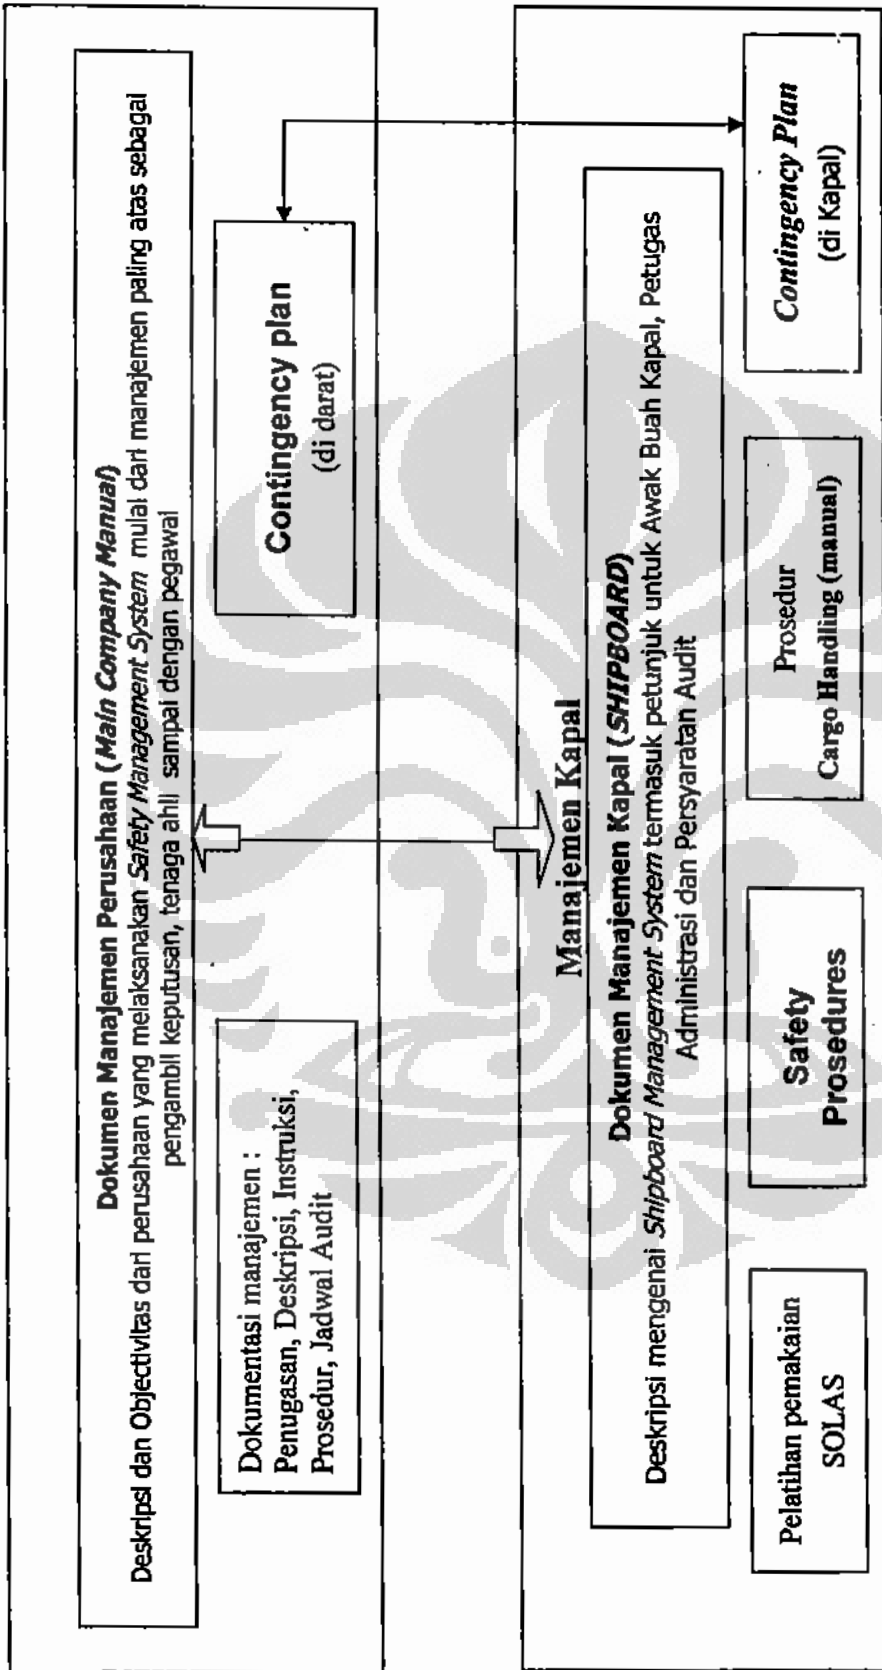 Dokumen Manajemen Perusahaan (Main Company Manual)
Deskripsi dan Objectivitas dari perusahaan yang melaksanakan Safety Management System mulai dari manajemen paling atas sebagai
pengambil keputusan, tenaga ahli sampai dengan pegawai
Dokumentasi manajemen :
Penugasan, Deskripsi, Instruksi,
Prosedur, Jadwal Audit
Contingency plan
(di darat)
Manajemen Kapal
Dokumen Manajemen Kapal (SHIPBOARD)
Deskripsi mengenai Shipboard Management System termasuk petunjuk untuk Awak Buah Kapal, Petugas
Administrasi dan Persyaratan Audit
Pelatihan pemakaian
SOLAS
Safety
Prosedures
Prosedur
Cargo Handling (manual)
Contingency Plan
(di Kapal)